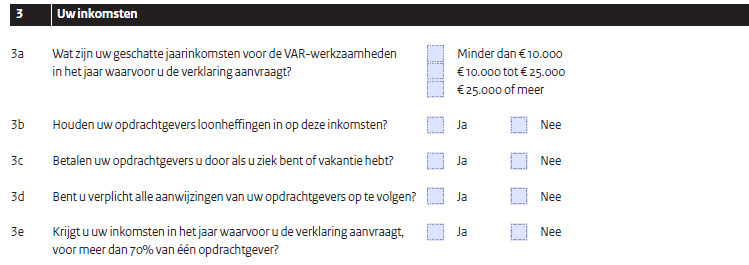 3 Uw inkomsten
3a Wat zijn uw geschatte jaarinkomsten voor de VAR-werkzaamheden
in het jaar waarvoor u de verklaring aanvraagt?
Minder dan € 10.000
€ 10.000 tot € 25.000
€ 25.000 of meer
3b Houden uw opdrachtgevers loonheffingen in op deze inkomsten? Ja Nee
3c Betalen uw opdrachtgevers u door als u ziek bent of vakantie hebt? Ja Nee
3d Bent u verplicht alle aanwijzingen van uw opdrachtgevers op te volgen? Ja Nee
3e Krijgt u uw inkomsten in het jaar waarvoor u de verklaring aanvraagt, Ja Nee
voor meer dan 70% van één opdrachtgever?